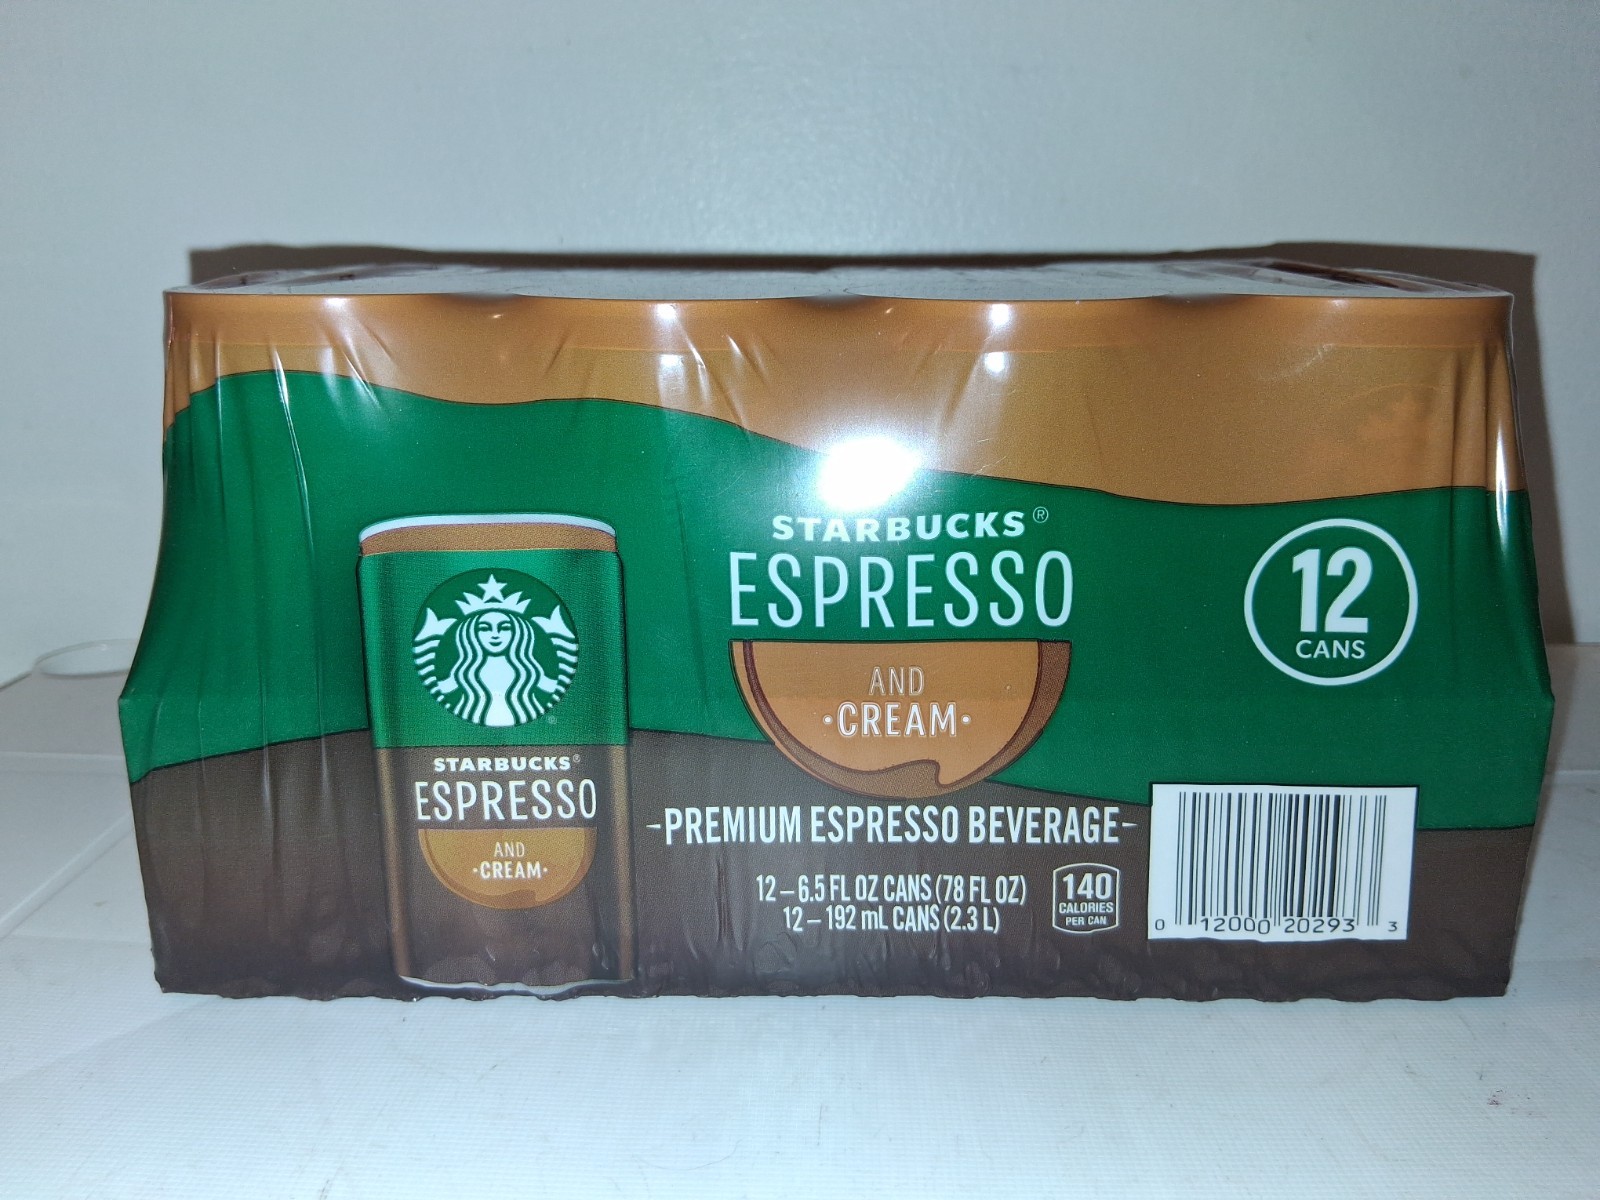 STARBUCKS®
ESPRESSO
AND
·CREAM·
-PREMIUM ESPRESSO BEVERAGE-
12 – 6.5 FL OZ CANS (78 FL OZ)
12 – 192 mL CANS (2.3 L)
140
CALORIES
PER CAN
12
CANS
STARBUCKS®
ESPRESSO
AND
·CREAM·
®
0 12000 20293 3